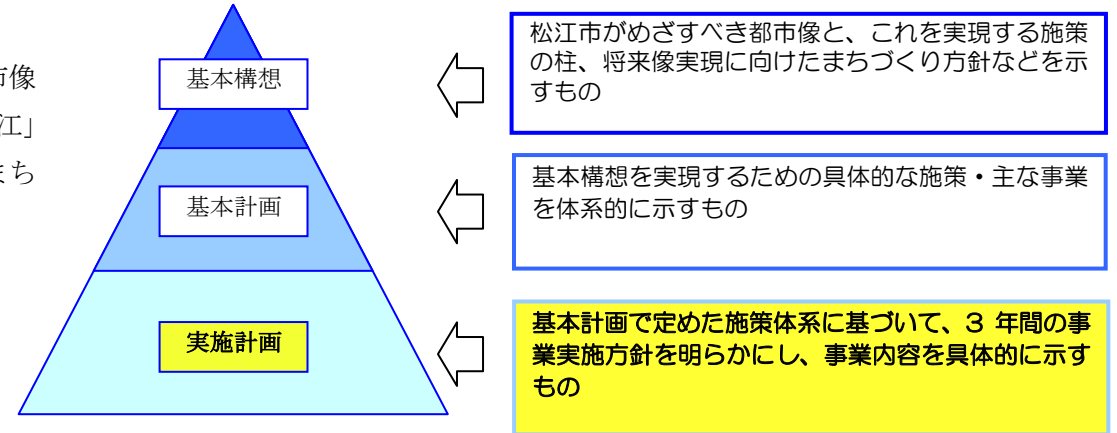 市像
江」
まち
基本構想
松江市がめざすべき都市像と、これを実現する施策
の柱、将来像実現に向けたまちづくり方針などを示
すもの
基本計画
基本構想を実現するための具体的な施策・主な事業
を体系的に示すもの
実施計画
基本計画で定めた施策体系に基づいて、3 年間の事
業実施方針を明らかにし、事業内容を具体的に示す
もの